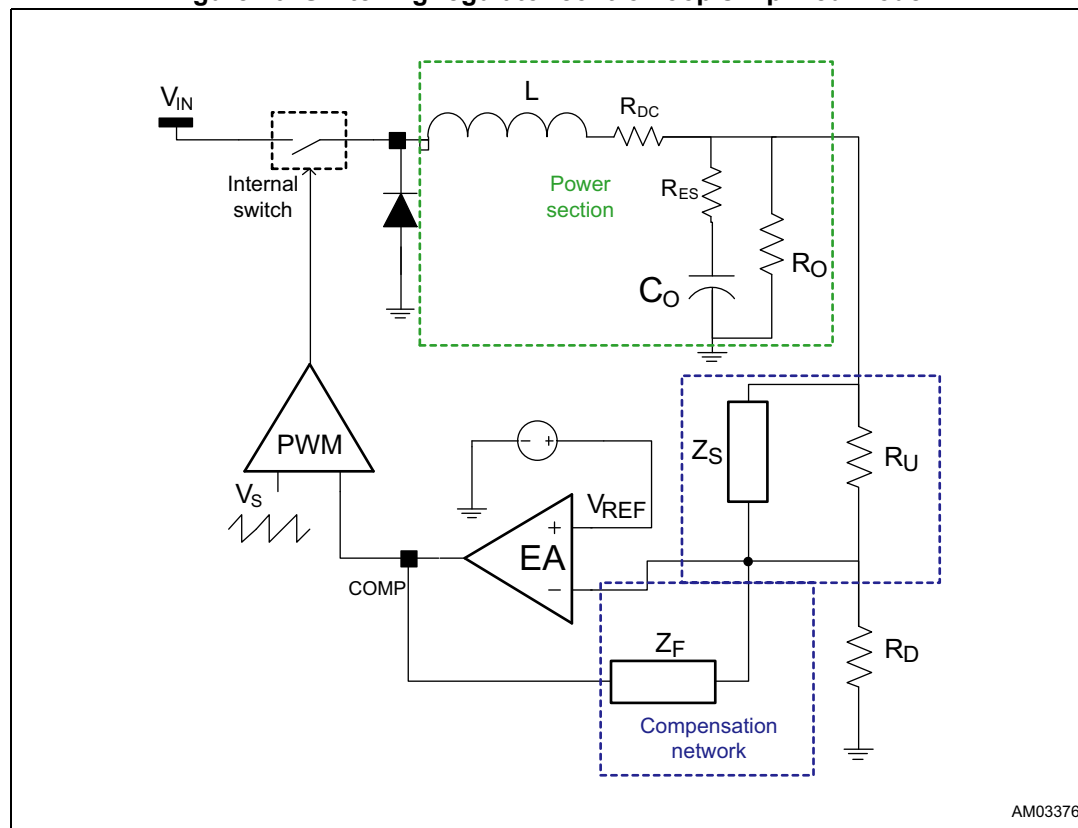 VIN
L
RDC
Internal
switch
Power
section
RES
RO
CO
PWM
VS
ZS
RU
VREF
+
EA
−
- +
COMP
ZF
RD
Compensation
network
AM03376